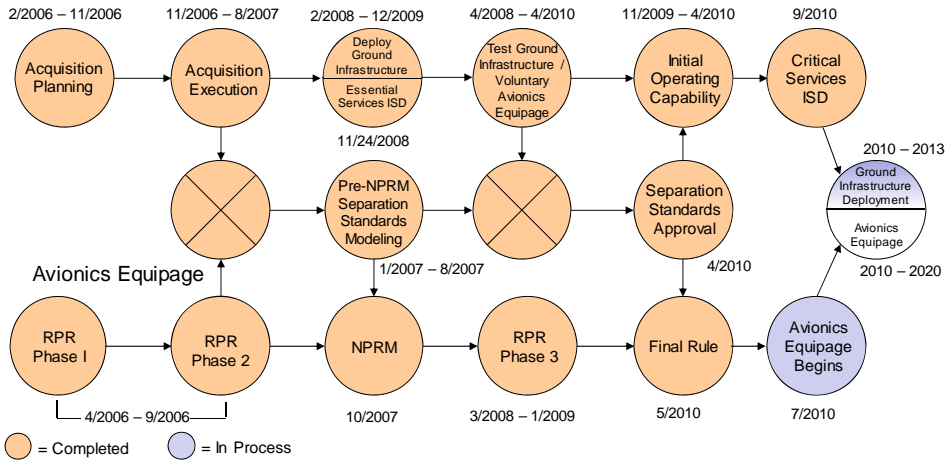 2/2006 – 11/2006
11/2006 – 8/2007
2/2008 – 12/2009
4/2008 – 4/2010
11/2009 – 4/2010
9/2010
Acquisition
Planning
Acquisition
Execution
Deploy
Ground
Infrastructure
Essential
Services ISD
Test Ground
Infrastructure /
Voluntary
Avionics
Equipage
Initial
Operating
Capability
Critical
Services
ISD
11/24/2008
2010 – 2013
Pre-NPRM
Separation
Standards
Modeling
Separation
Standards
Approval
Ground
Infrastructure
Deployment
Avionics
Equipage
Avionics Equipage
1/2007 – 8/2007
4/2010
2010 – 2020
RPR
Phase I
RPR
Phase 2
NPRM
RPR
Phase 3
Final Rule
Avionics
Equipage
Begins
4/2006 – 9/2006
10/2007
3/2008 – 1/2009
5/2010
7/2010
= Completed
= In Process